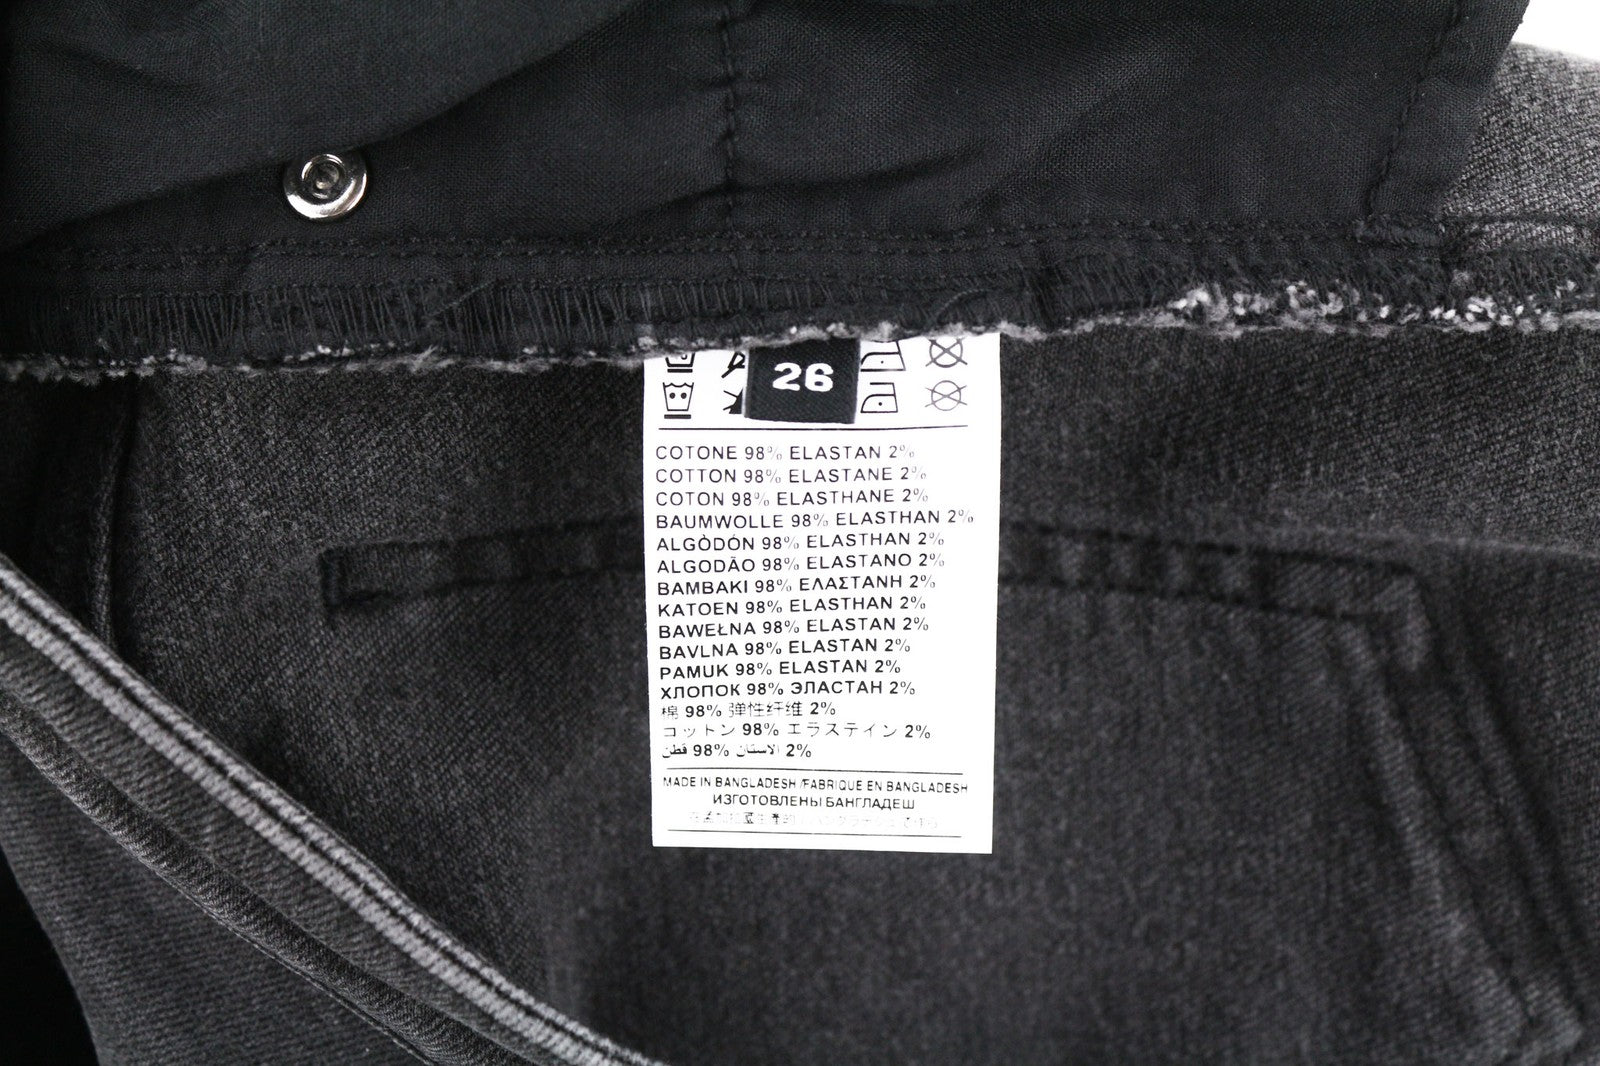 26
COTONE 98% ELASTAN 2%
COTTON 98% ELASTANE 2%
COTON 98% ELASTHANE 2%
BAUMWOLLE 98% ELASTHAN 2%
ALGÒDÓN 98% ELASTHAN 2%
ALGODÃO 98% ELASTANO 2%
BAMBAKI 98% ΕΛΑΣΤΑΝΗ 2%
KATOEN 98% ELASTHAN 2%
BAWEŁNA 98% ELASTAN 2%
BAVLNA 98% ELASTAN 2%
PAMUK 98% ELASTAN 2%
ХЛОПОК 98% ЭЛАСТАН 2%
棉 98% 弹性纤维 2%
コットン 98% エラステイン 2%
قطن 98% الاستان 2%
MADE IN BANGLADESH /FABRIQUE EN BANGLADESH
ИЗГОТОВЛЕНЫ БАНГЛАДЕШ